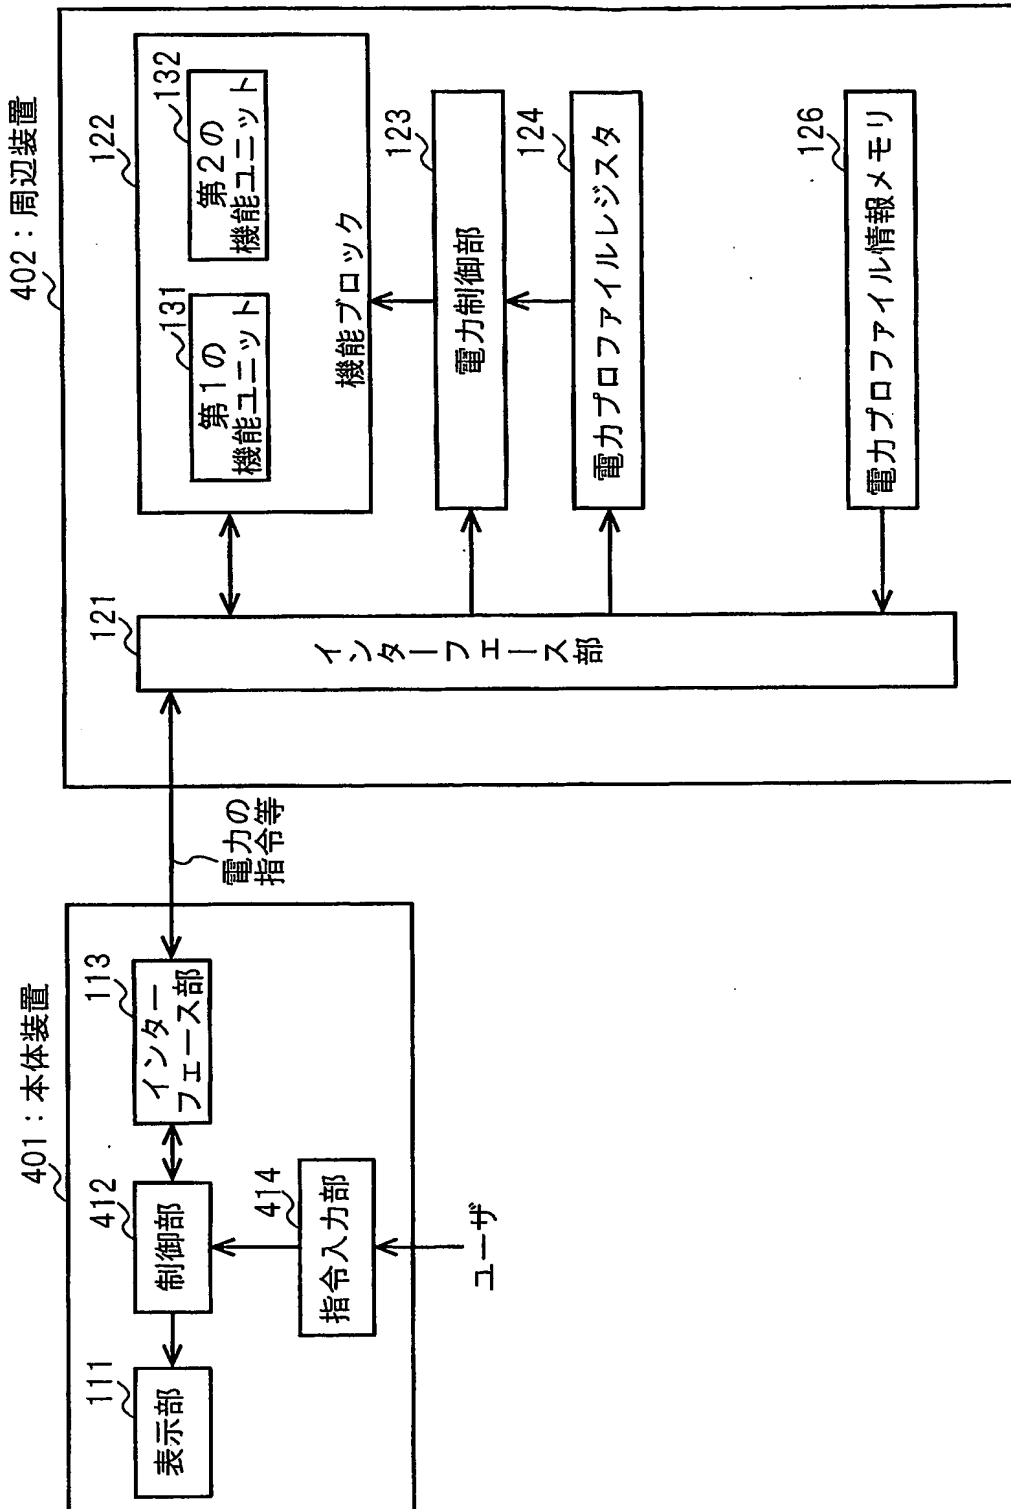 401：本体装置
111
表示部
412
制御部
113
インター
フェース部
414
指令入力部
ユーザ
電力の
指令等
402：周辺装置
121
インターフェース部
122
131
第1の
機能ユニット
132
第2の
機能ユニット
機能ブロック
123
電力制御部
124
電力プロファイルレジスタ
126
電力プロファイル情報メモリ